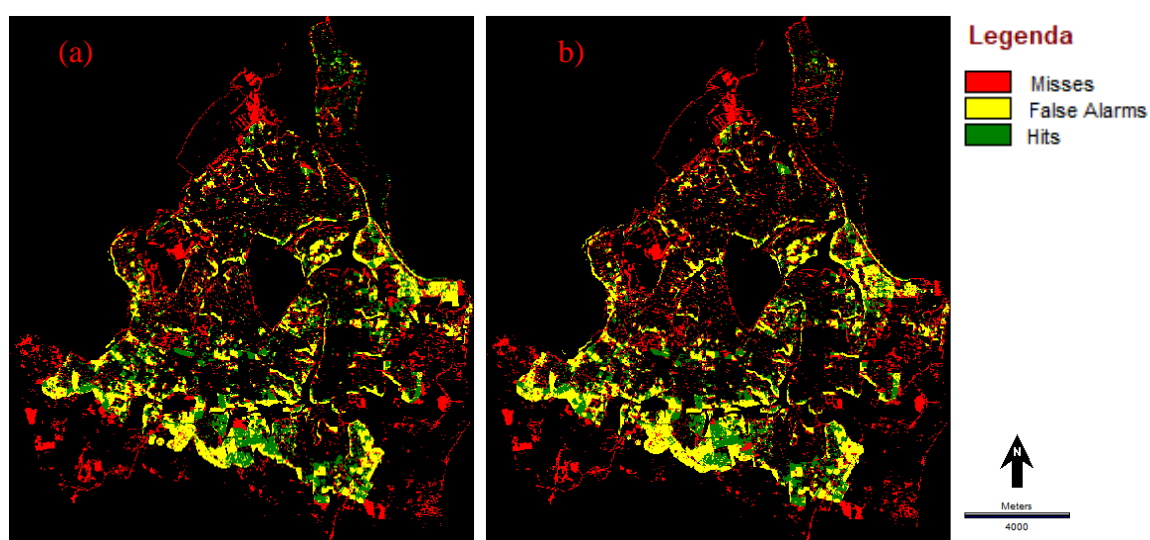 (a)
b)
Legenda
Misses
False Alarms
Hits
N
Meters
4000